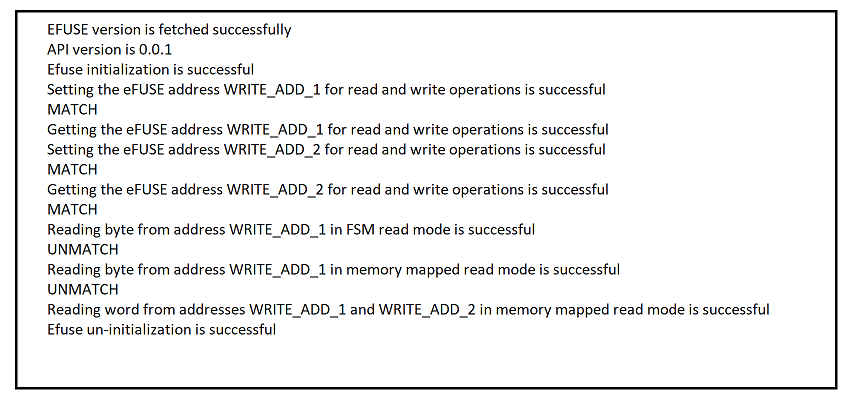 EFUSE version is fetched successfully
API version is 0.0.1
Efuse initialization is successful
Setting the eFUSE address WRITE_ADD_1 for read and write operations is successful
MATCH
Getting the eFUSE address WRITE_ADD_1 for read and write operations is successful
Setting the eFUSE address WRITE_ADD_2 for read and write operations is successful
MATCH
Getting the eFUSE address WRITE_ADD_2 for read and write operations is successful
MATCH
Reading byte from address WRITE_ADD_1 in FSM read mode is successful
UNMATCH
Reading byte from address WRITE_ADD_1 in memory mapped read mode is successful
UNMATCH
Reading word from addresses WRITE_ADD_1 and WRITE_ADD_2 in memory mapped read mode is successful
Efuse un-initialization is successful